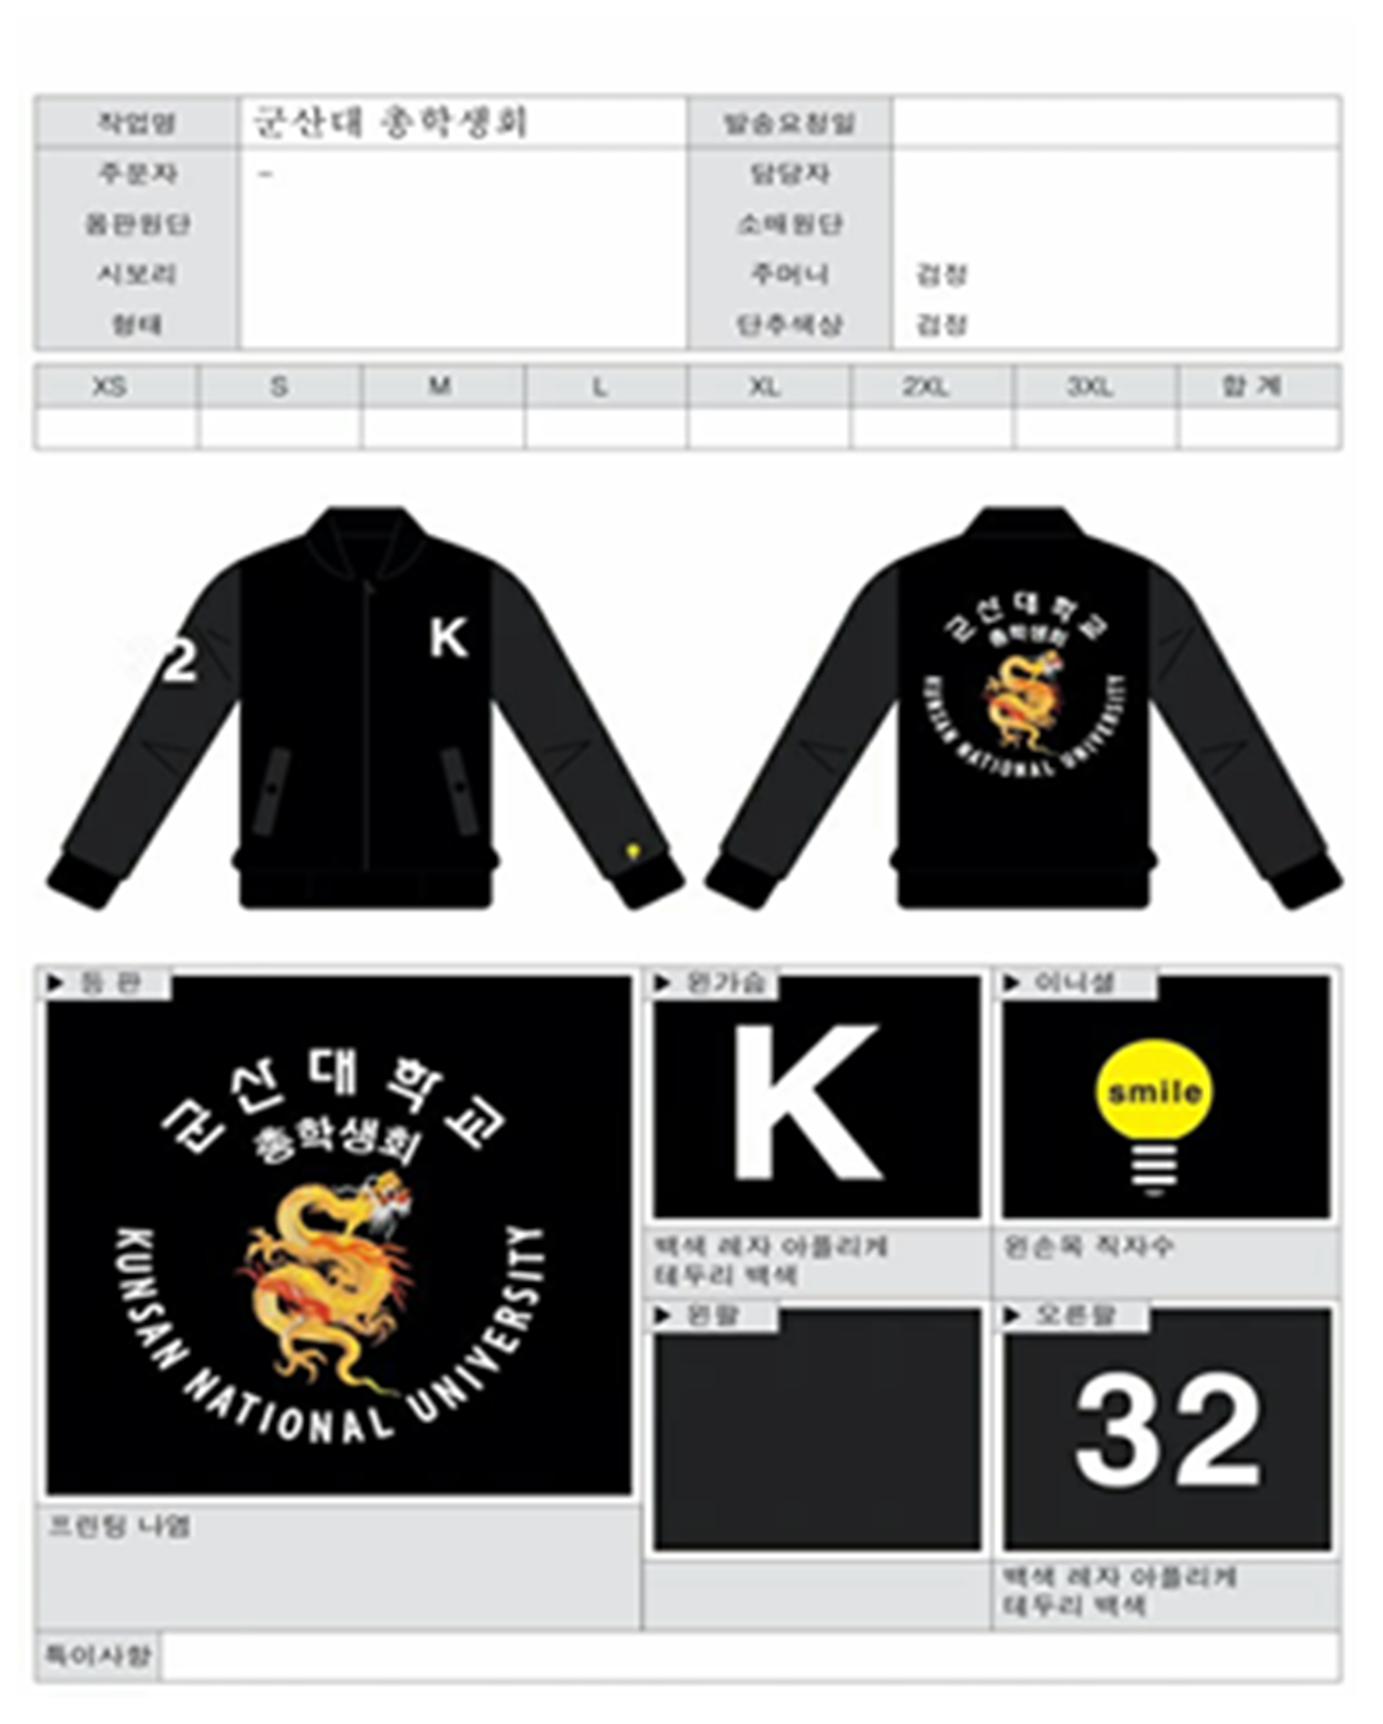 작업명 군산대 총학생회 발송요청일
주문자 - 담당자
몸판원단 소매원단
시보리 주머니 검정
형태 단추색상 검정
XS S M L XL 2XL 3XL 합계
2
K
군산대학교
총학생회
KUNSAN NATIONAL UNIVERSITY
▶ 등판
군산대학교
총학생회
KUNSAN NATIONAL UNIVERSITY
프린팅 나염
▶ 왼가슴
K
백색 레자 아플리케
테두리 백색
▶ 이니셜
smile
왼손목 직자수
▶ 왼팔
▶ 오른팔
32
백색 레자 아플리케
테두리 백색
특이사항